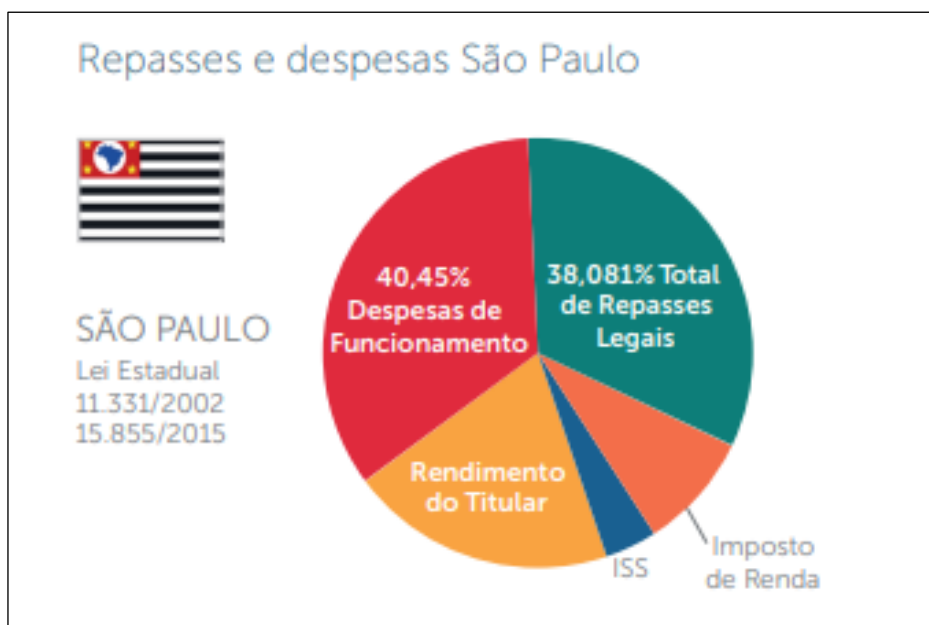 Repasses e despesas São Paulo
SÃO PAULO
Lei Estadual
11.331/2002
15.855/2015
40,45%
Despesas de
Funcionamento
38,081% Total
de Repasses
Legais
Rendimento
do Titular
ISS
Imposto
de Renda